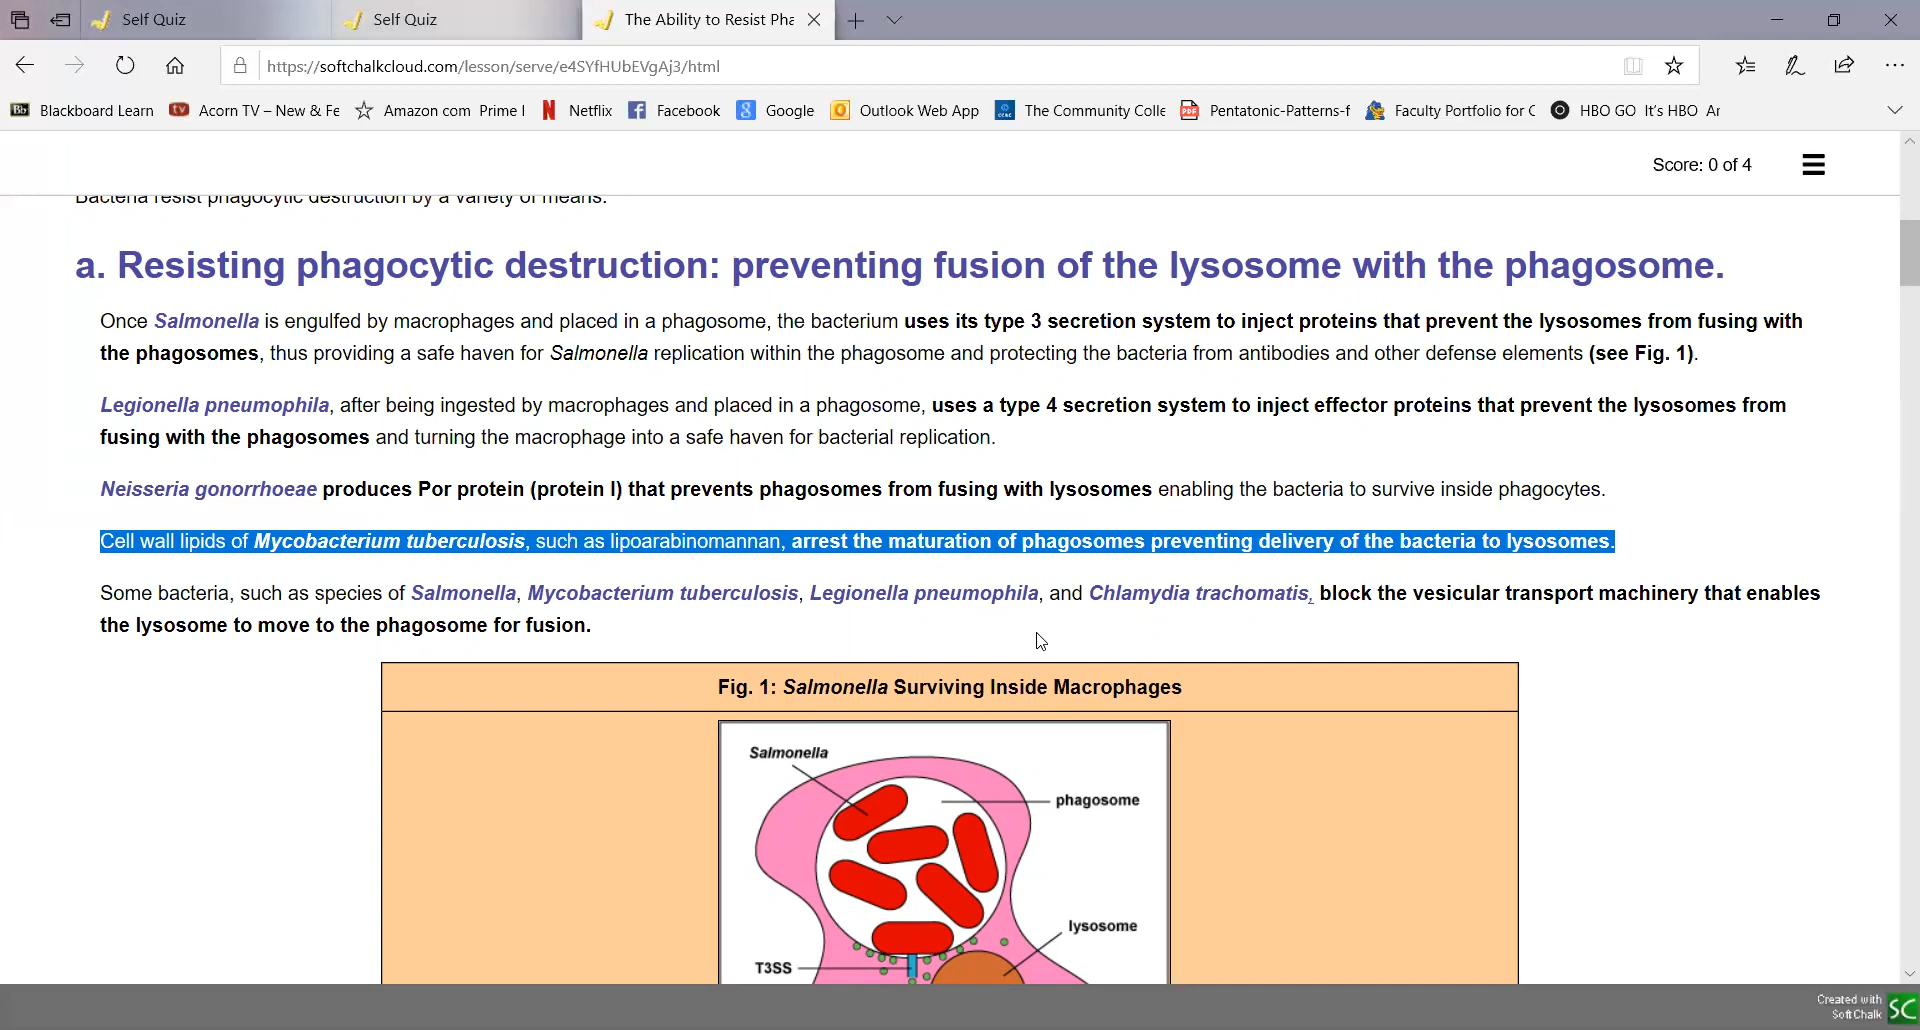 Self Quiz
Self Quiz
The Ability to Resist Pha
https://softchalkcloud.com/lesson/serve/e4SYfHUbEVgAj3/html
Blackboard Learn
Acorn TV – New & Fe
Amazon com Prime I
Netflix
Facebook
Google
Outlook Web App
The Community Colle
Pentatonic-Patterns-f
Faculty Portfolio for C
HBO GO It's HBO Ar
Score: 0 of 4
Bacteria resist phagocytic destruction by a variety of means.
a. Resisting phagocytic destruction: preventing fusion of the lysosome with the phagosome.
Once Salmonella is engulfed by macrophages and placed in a phagosome, the bacterium uses its type 3 secretion system to inject proteins that prevent the lysosomes from fusing with
the phagosomes, thus providing a safe haven for Salmonella replication within the phagosome and protecting the bacteria from antibodies and other defense elements (see Fig. 1).
Legionella pneumophila, after being ingested by macrophages and placed in a phagosome, uses a type 4 secretion system to inject effector proteins that prevent the lysosomes from
fusing with the phagosomes and turning the macrophage into a safe haven for bacterial replication.
Neisseria gonorrhoeae produces Por protein (protein I) that prevents phagosomes from fusing with lysosomes enabling the bacteria to survive inside phagocytes.
Cell wall lipids of Mycobacterium tuberculosis, such as lipoarabinomannan, arrest the maturation of phagosomes preventing delivery of the bacteria to lysosomes.
Some bacteria, such as species of Salmonella, Mycobacterium tuberculosis, Legionella pneumophila, and Chlamydia trachomatis, block the vesicular transport machinery that enables
the lysosome to move to the phagosome for fusion.
Fig. 1: Salmonella Surviving Inside Macrophages
Salmonella
phagosome
lysosome
T3SS
Created with
SoftChalk
SC